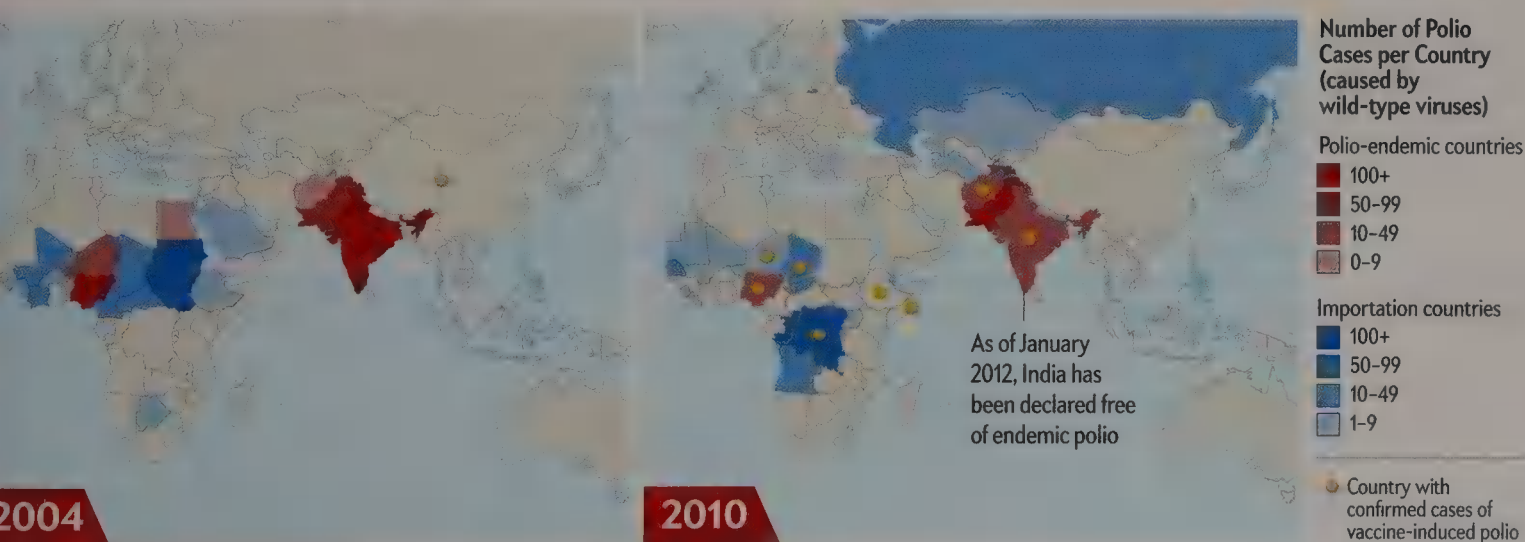 2004
2010
As of January
2012, India has
been declared free
of endemic polio
Number of Polio
Cases per Country
(caused by
wild-type viruses)
Polio-endemic countries
100+
50–99
10–49
0–9
Importation countries
100+
50–99
10–49
1–9
Country with
confirmed cases of
vaccine-induced polio